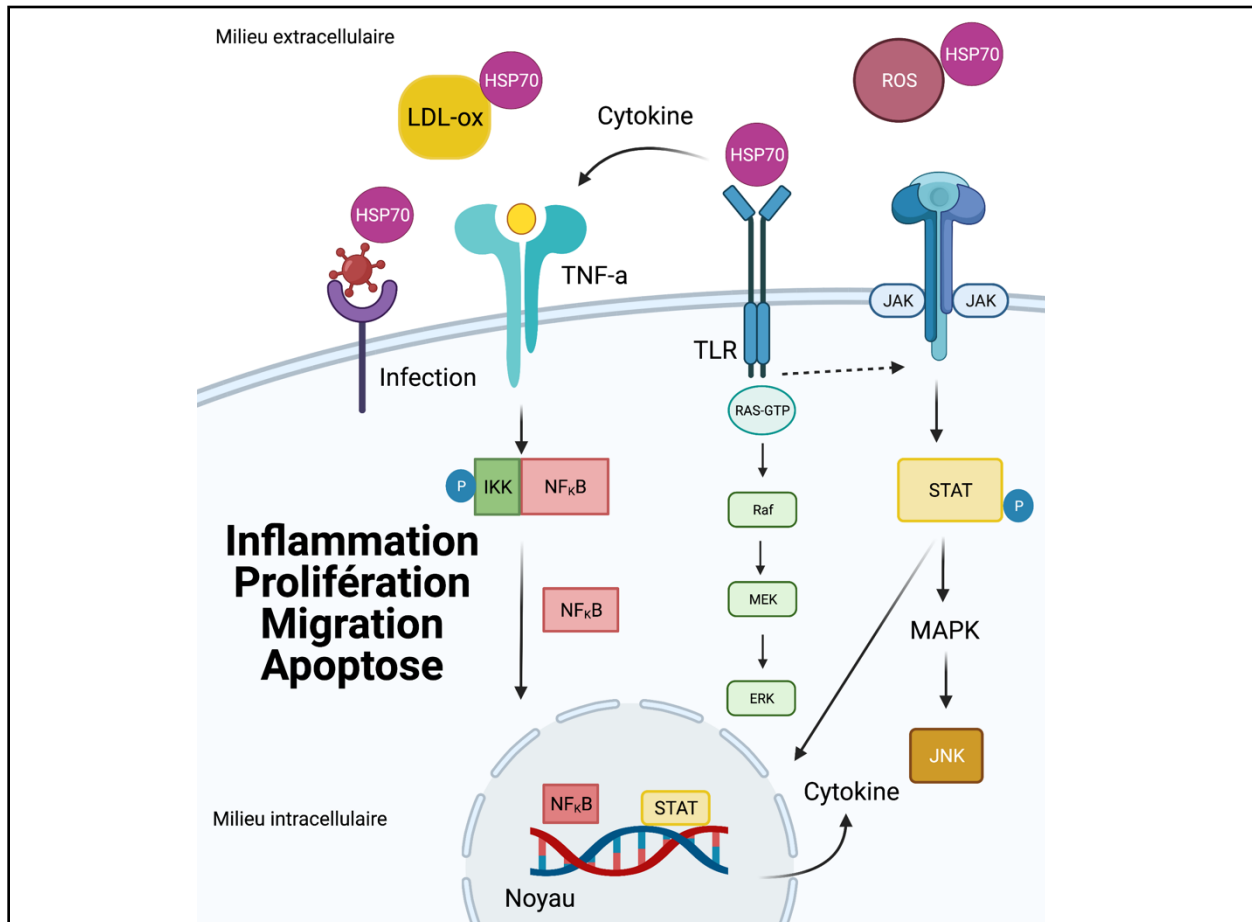 Milieu extracellulaire
HSP70
LDL-ox
HSP70
ROS
Cytokine
HSP70
HSP70
TNF-a
JAK
JAK
TLR
Infection
RAS-GTP
P
IKK
NFκB
Raf
STAT
P
Inflammation
Prolifération
Migration
Apoptose
NFκB
MEK
MAPK
ERK
JNK
NFκB
STAT
Cytokine
Milieu intracellulaire
Noyau